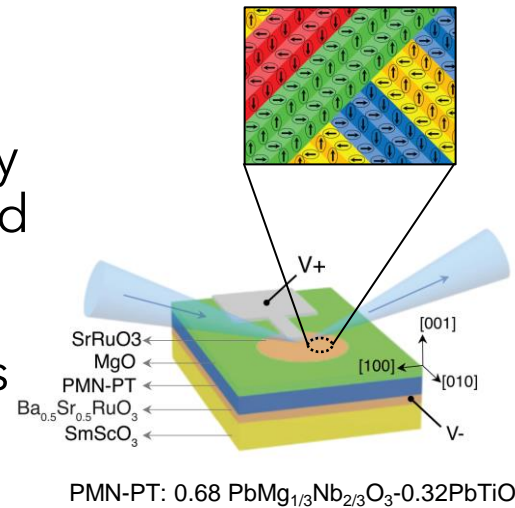 y
d
s
V+
SrRuO3
MgO
PMN-PT
Ba₀.₅Sr₀.₅RuO₃
SmScO₃
[001]
[100]
[010]
V-
PMN-PT: 0.68 PbMg₁/₃Nb₂/₃O₃-0.32PbTiO